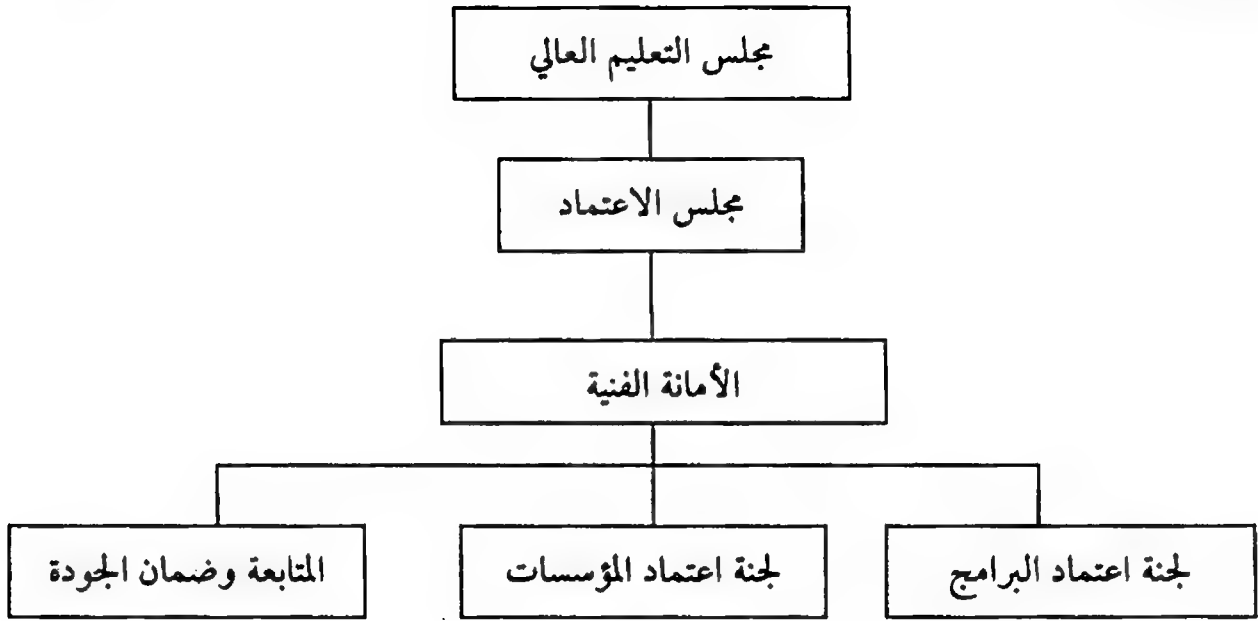 مجلس التعليم العالي
مجلس الاعتماد
الأمانة الفنية
لجنة اعتماد البرامج
لجنة اعتماد المؤسسات
المتابعة وضمان الجودة